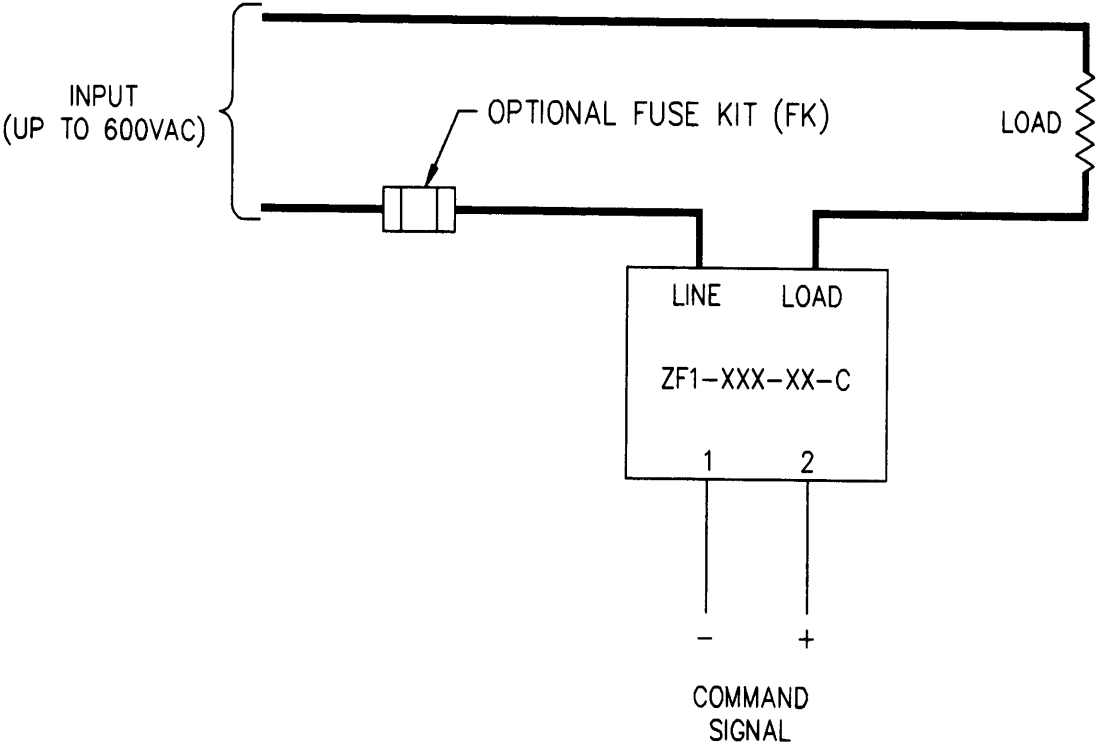 INPUT
(UP TO 600VAC)
OPTIONAL FUSE KIT (FK)
LOAD
LINE LOAD
ZF1-XXX-XX-C
1 2
- +
COMMAND
SIGNAL